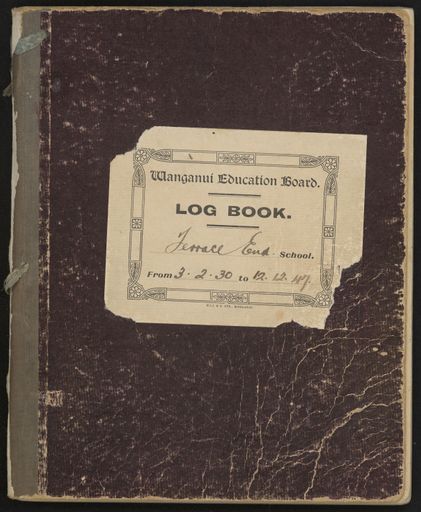 Wanganui Education Board.
LOG BOOK.
Terrace End School.
From 3. 2. 30 to 12. 12. 47.